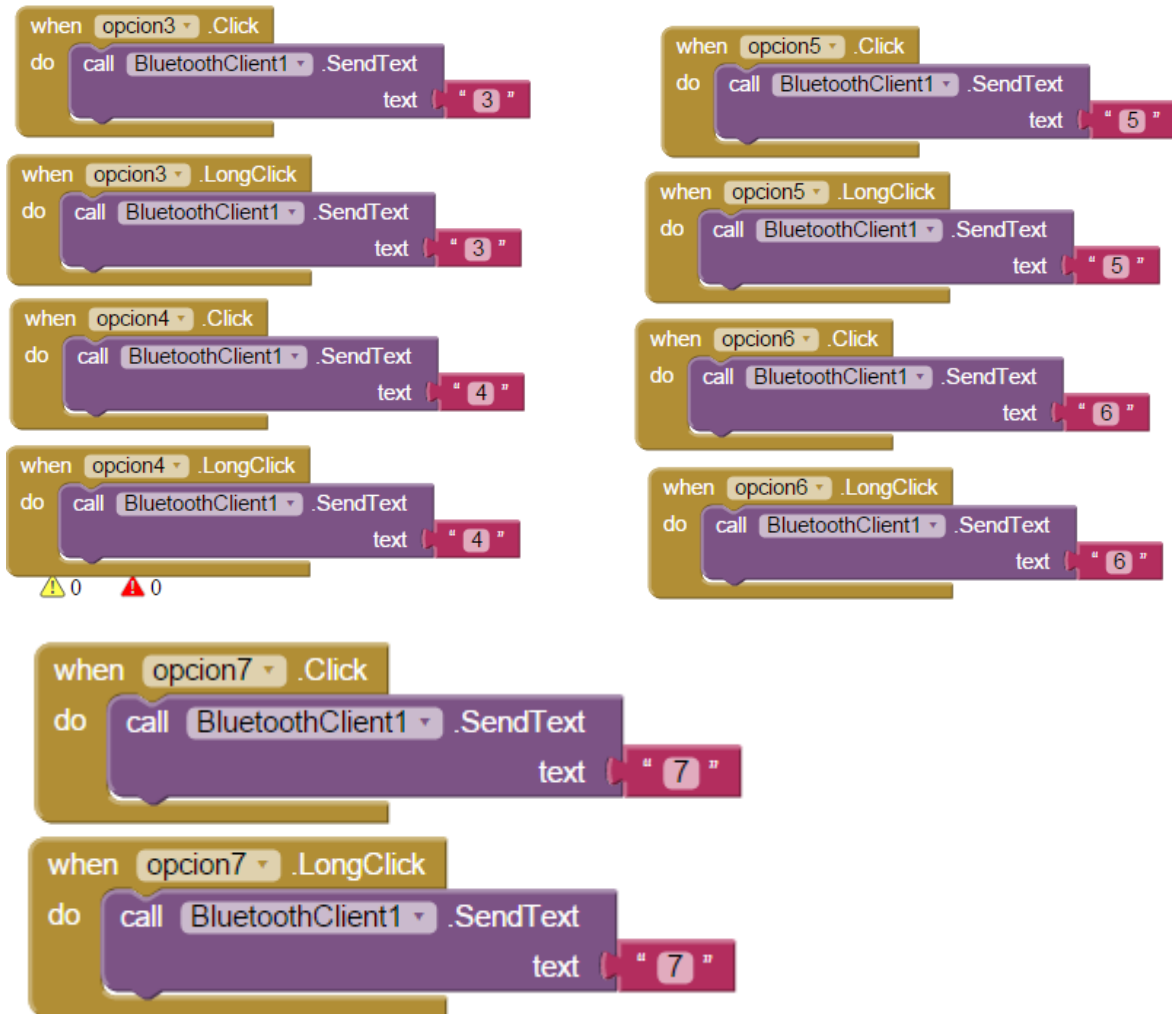 when opcion3 .Click
do call BluetoothClient1 .SendText
text " 3 "
when opcion3 .LongClick
do call BluetoothClient1 .SendText
text " 3 "
when opcion4 .Click
do call BluetoothClient1 .SendText
text " 4 "
when opcion4 .LongClick
do call BluetoothClient1 .SendText
text " 4 "
0 0
when opcion5 .Click
do call BluetoothClient1 .SendText
text " 5 "
when opcion5 .LongClick
do call BluetoothClient1 .SendText
text " 5 "
when opcion6 .Click
do call BluetoothClient1 .SendText
text " 6 "
when opcion6 .LongClick
do call BluetoothClient1 .SendText
text " 6 "
when opcion7 .Click
do call BluetoothClient1 .SendText
text " 7 "
when opcion7 .LongClick
do call BluetoothClient1 .SendText
text " 7 "